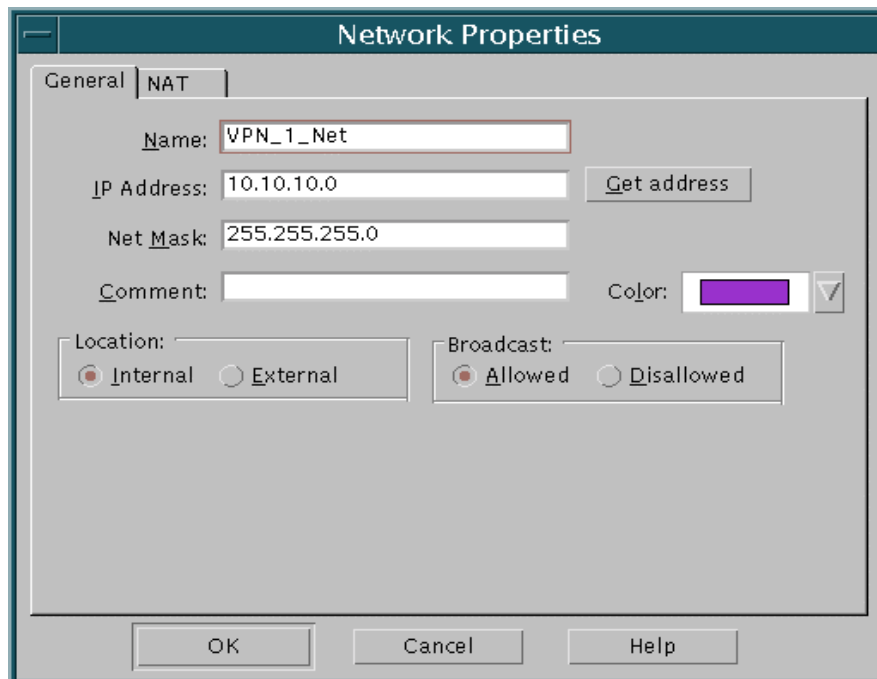 Network Properties
General NAT
Name: VPN_1_Net
IP Address: 10.10.10.0 Get address
Net Mask: 255.255.255.0
Comment: Color:
Location: Broadcast:
Internal External Allowed Disallowed
OK Cancel Help